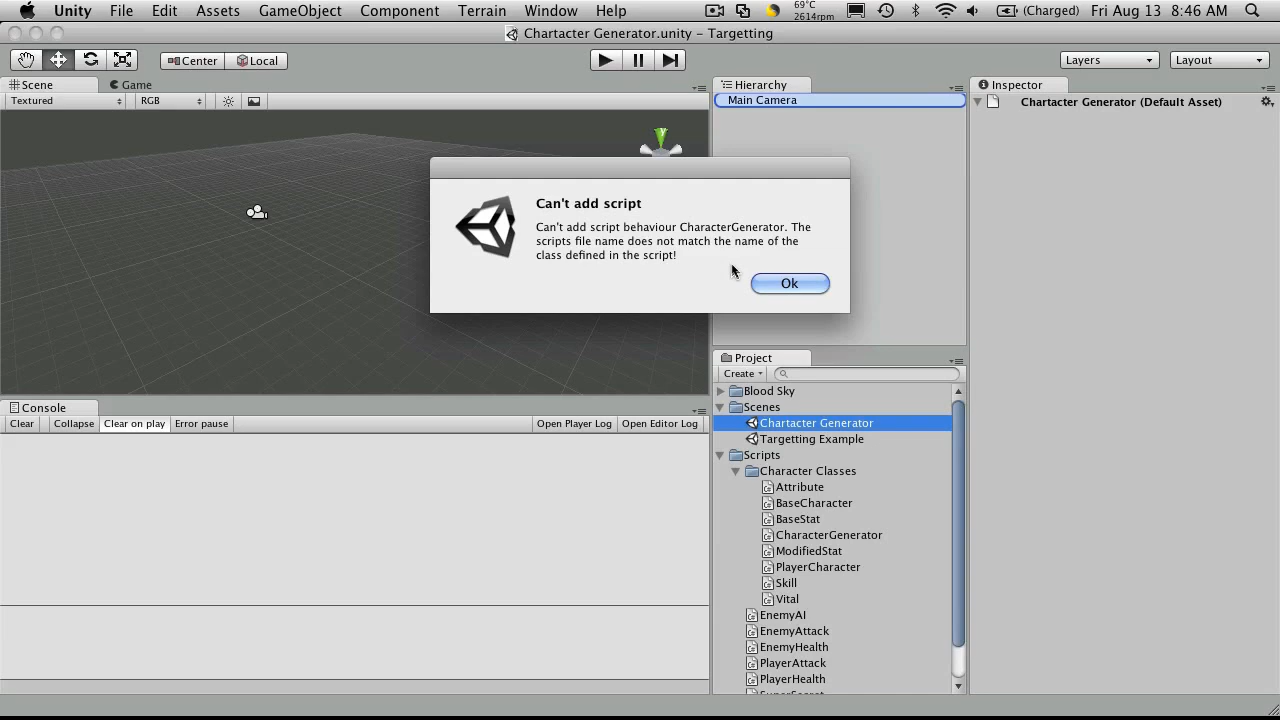 Unity File Edit Assets GameObject Component Terrain Window Help 69°C 2614rpm (Charged) Fri Aug 13 8:46 AM
Chartacter Generator.unity – Targetting
Center Local Layers Layout
Scene Game Hierarchy Inspector
Textured RGB Main Camera Chartacter Generator (Default Asset)
y
Can't add script
Can't add script behaviour CharacterGenerator. The
scripts file name does not match the name of the
class defined in the script!
Ok
Project
Create
Blood Sky
Console Scenes
Clear Collapse Clear on play Error pause Open Player Log Open Editor Log Chartacter Generator
Targetting Example
Scripts
Character Classes
Attribute
BaseCharacter
BaseStat
CharacterGenerator
ModifiedStat
PlayerCharacter
Skill
Vital
EnemyAI
EnemyAttack
EnemyHealth
PlayerAttack
PlayerHealth